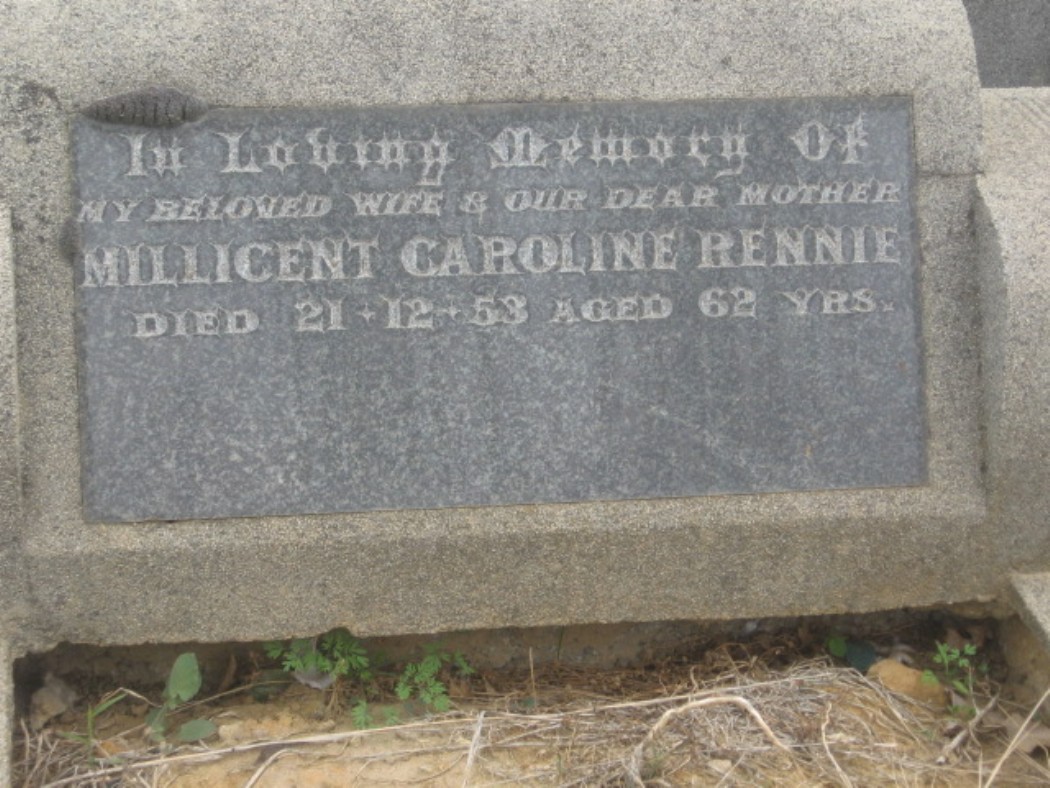 In Loving Memory Of
MY BELOVED WIFE & OUR DEAR MOTHER
MILLICENT CAROLINE RENNIE
DIED 21-12-53 AGED 62 YRS.